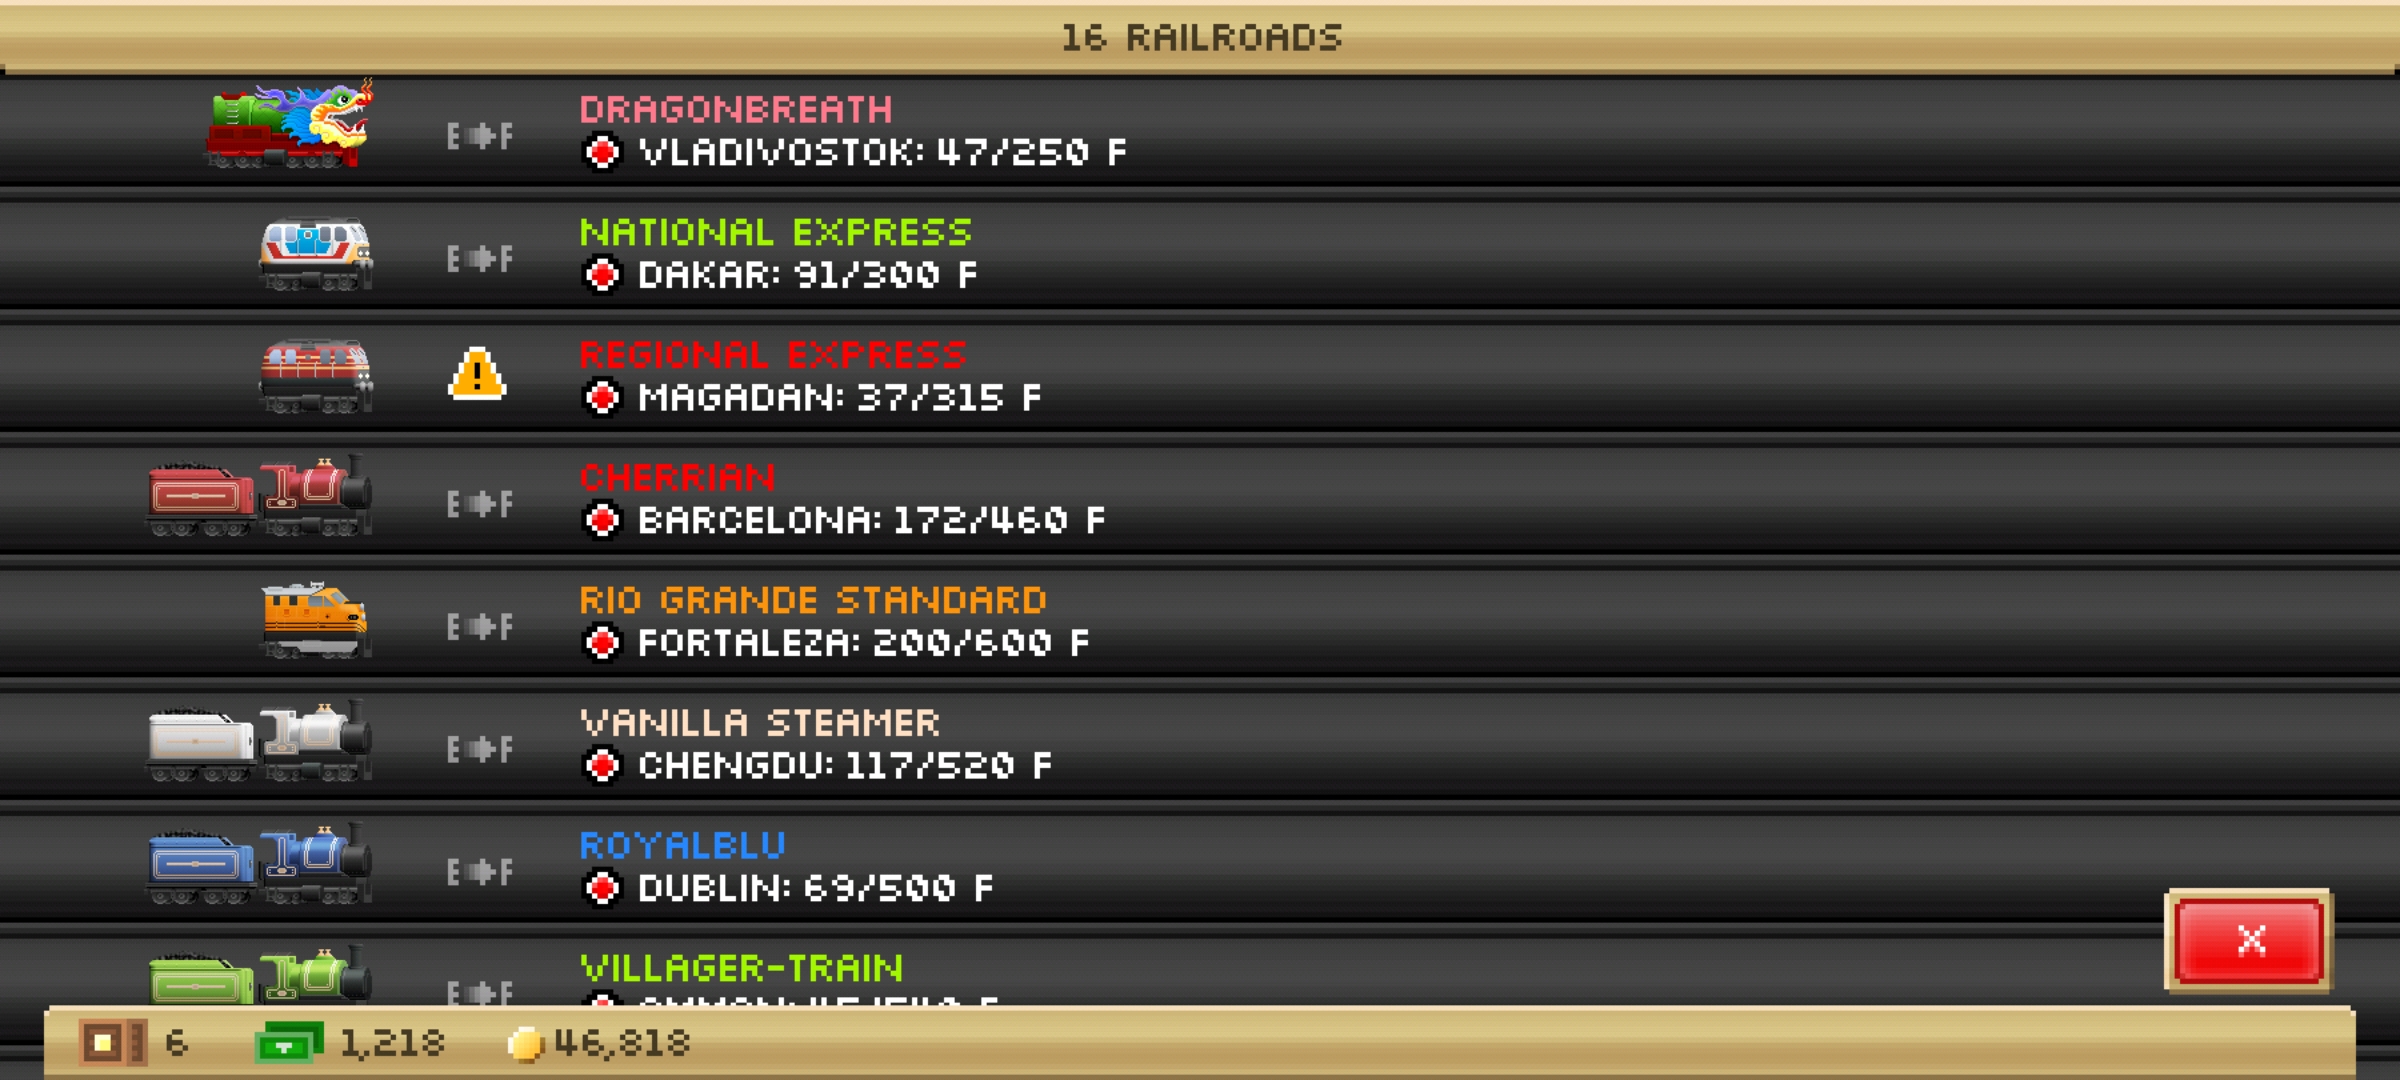 16 RAILROADS
DRAGONBREATH
E F
VLADIVOSTOK: 47/250 F
NATIONAL EXPRESS
E F
DAKAR: 91/300 F
REGIONAL EXPRESS
!
MAGADAN: 37/315 F
CHERRIAN
E F
BARCELONA: 172/460 F
RIO GRANDE STANDARD
E F
FORTALEZA: 200/600 F
VANILLA STEAMER
E F
CHENGDU: 117/520 F
ROYALBLU
E F
DUBLIN: 69/500 F
VILLAGER-TRAIN
E F
X
6 1,218 46,818